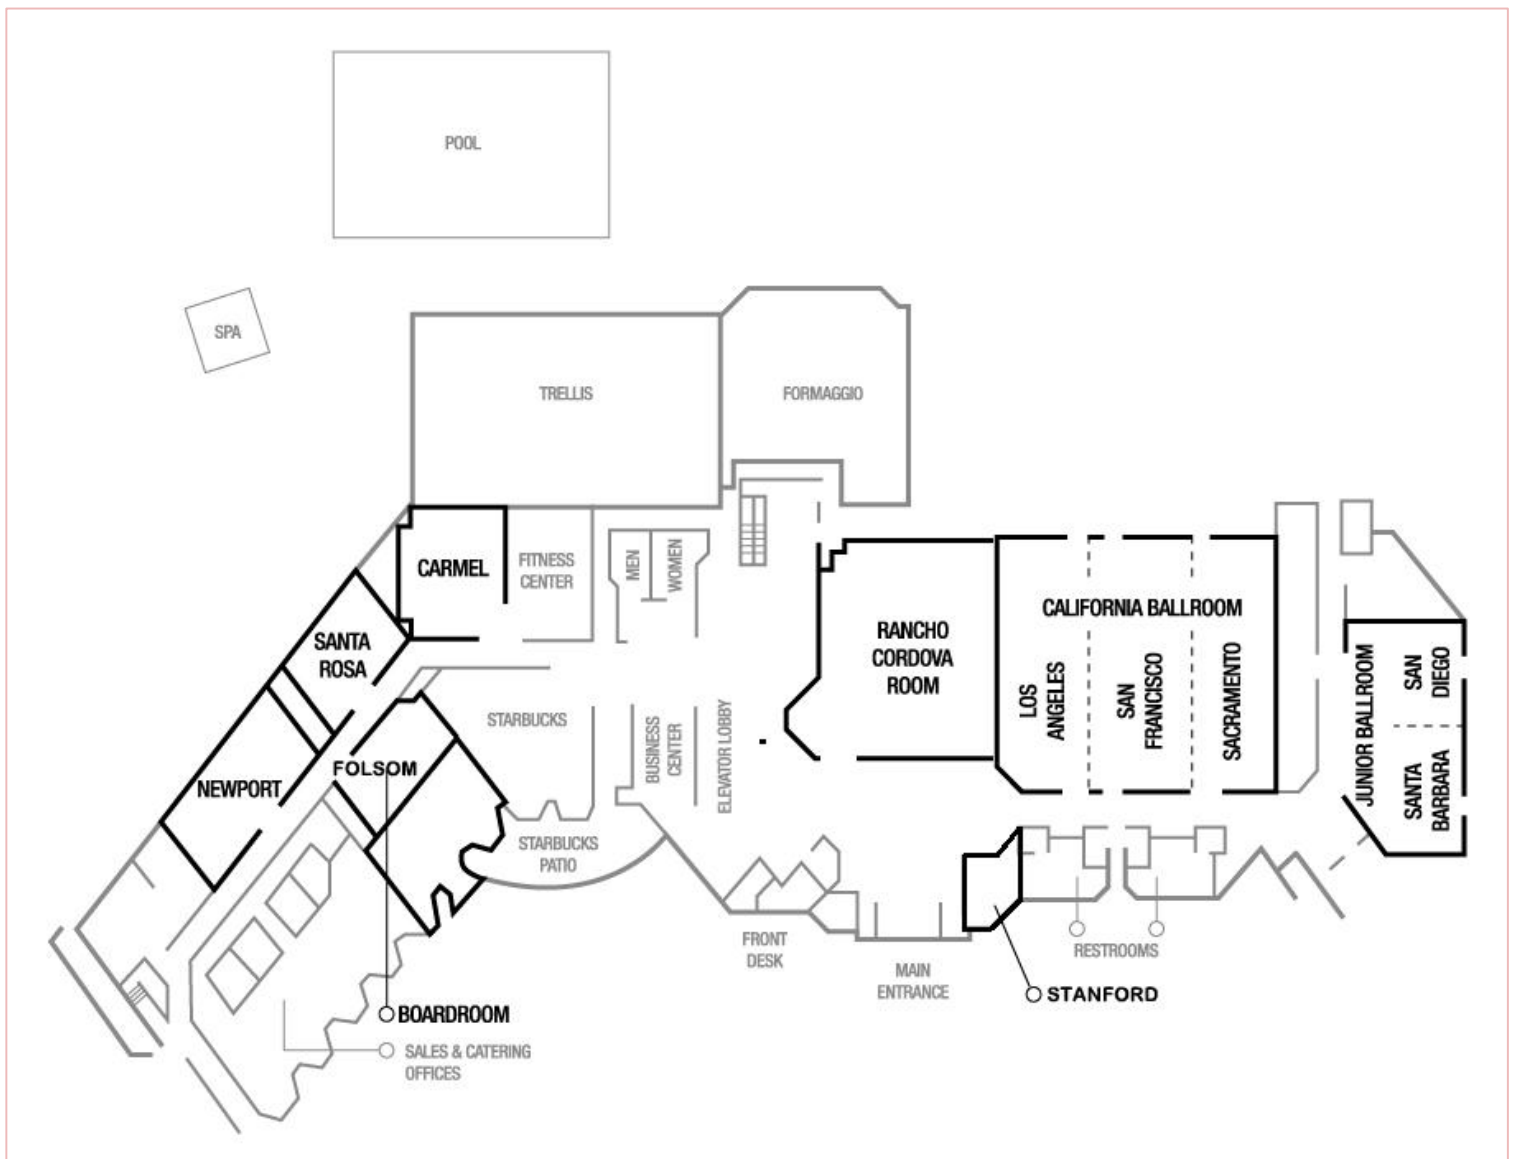 POOL
SPA
TRELLIS
FORMAGGIO
CARMEL
FITNESS
CENTER
MEN
WOMEN
SANTA
ROSA
RANCHO
CORDOVA
ROOM
CALIFORNIA BALLROOM
LOS
ANGELES
SAN
FRANCISCO
SACRAMENTO
JUNIOR BALLROOM
SAN
DIEGO
SANTA
BARBARA
STARBUCKS
BUSINESS
CENTER
ELEVATOR LOBBY
NEWPORT
FOLSOM
STARBUCKS
PATIO
FRONT
DESK
MAIN
ENTRANCE
RESTROOMS
STANFORD
BOARDROOM
SALES & CATERING
OFFICES